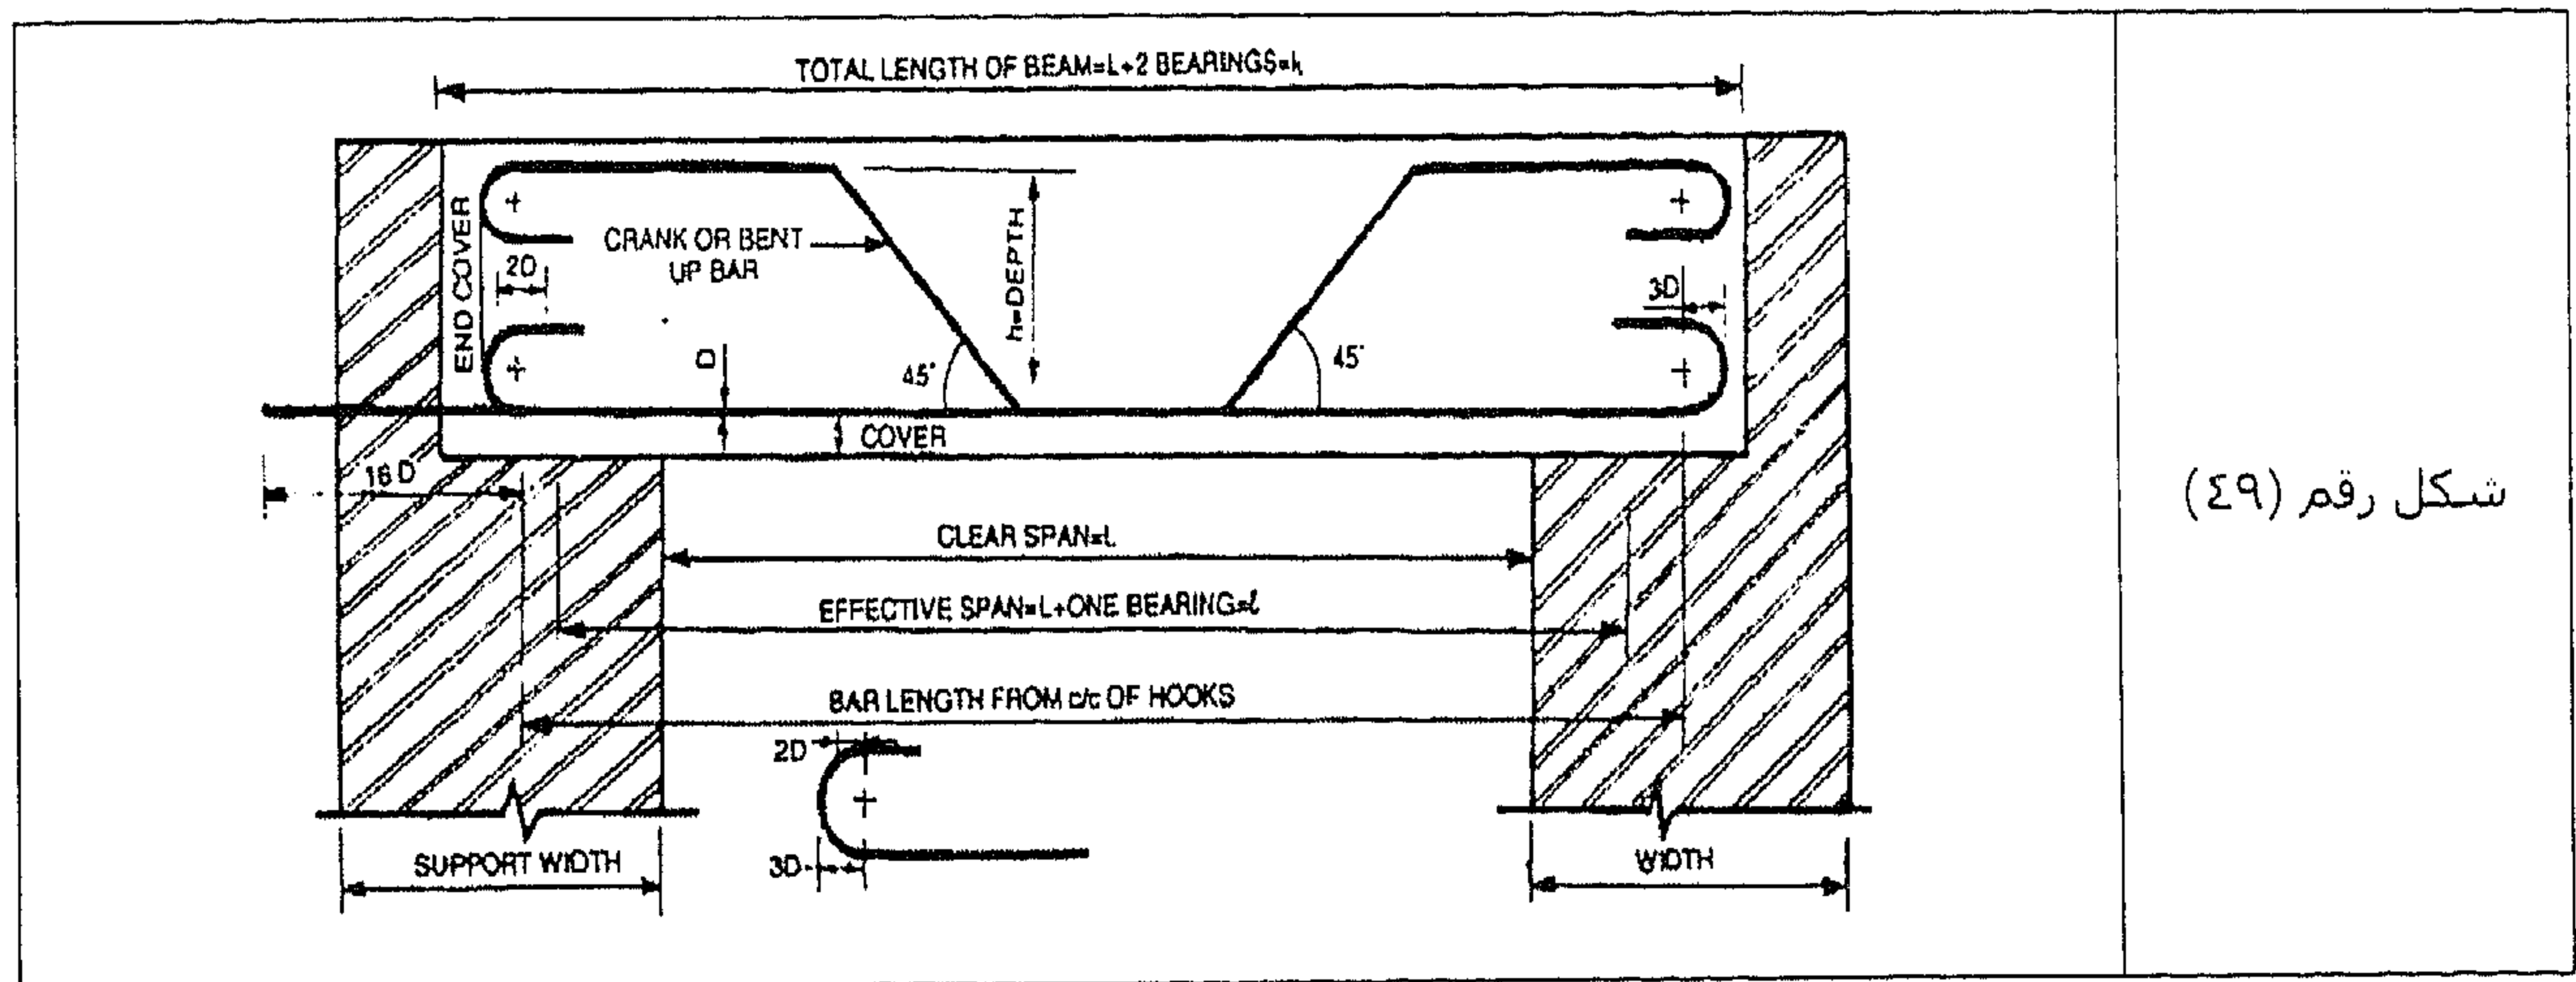 TOTAL LENGTH OF BEAM=L+2 BEARINGS=
END COVER
CRANK OR BENT
UP BAR
2D
h=DEPTH
3D
D
45°
45°
COVER
شكل رقم (٤٩)
CLEAR SPAN=L
EFFECTIVE SPAN=L+ONE BEARING=ℓ
BAR LENGTH FROM c/c OF HOOKS
2D
3D
SUPPORT WIDTH
WIDTH